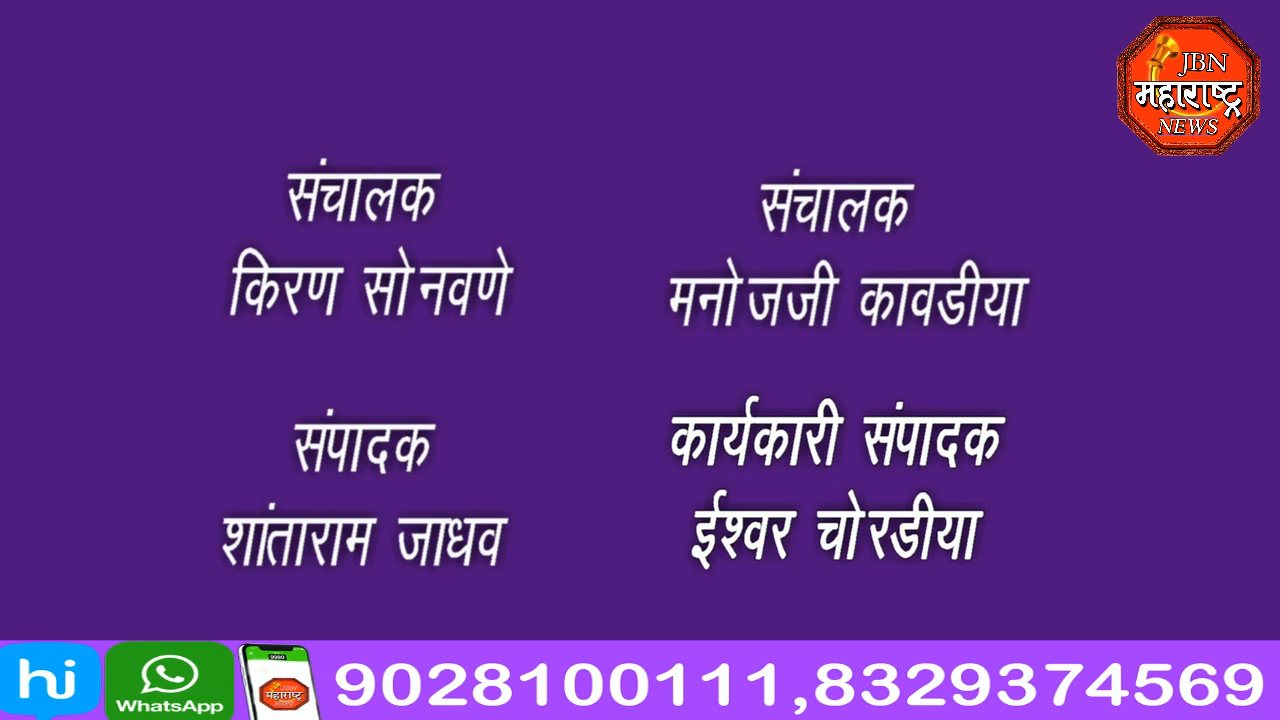 JBN
महाराष्ट्र
NEWS
संचालक
किरण सोनवणे
संचालक
मनोजजी कावडीया
संपादक
शांताराम जाधव
कार्यकारी संपादक
ईश्वर चोरडीया
hi
WhatsApp
महाराष्ट्र
9028100111,8329374569